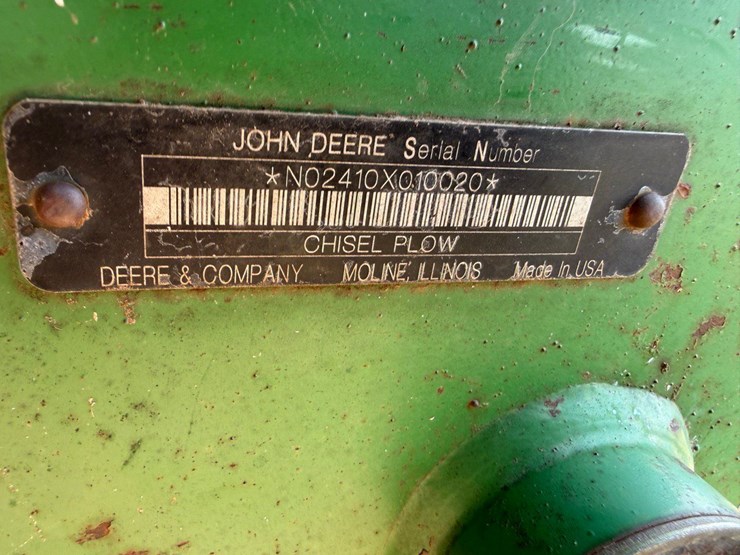 JOHN DEERE Serial Number
*N02410X010020*
CHISEL PLOW
DEERE & COMPANY MOLINE, ILLINOIS Made In USA